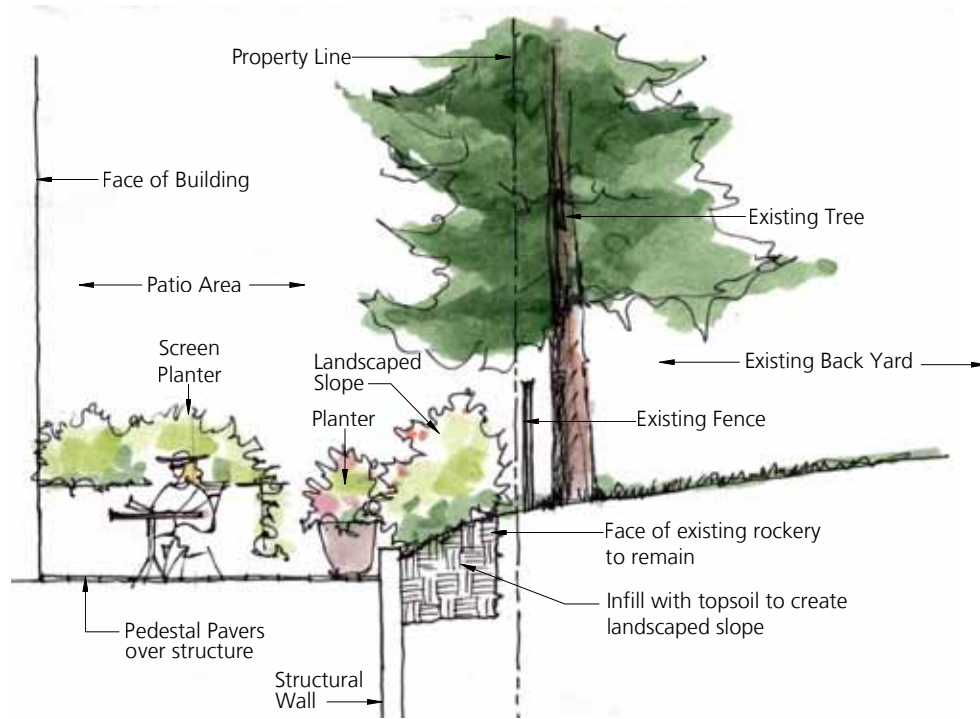 Property Line
Face of Building
Existing Tree
Patio Area
Screen
Planter
Landscaped
Slope
Existing Back Yard
Planter
Existing Fence
Face of existing rockery
to remain
Infill with topsoil to create
landscaped slope
Pedestal Pavers
over structure
Structural
Wall